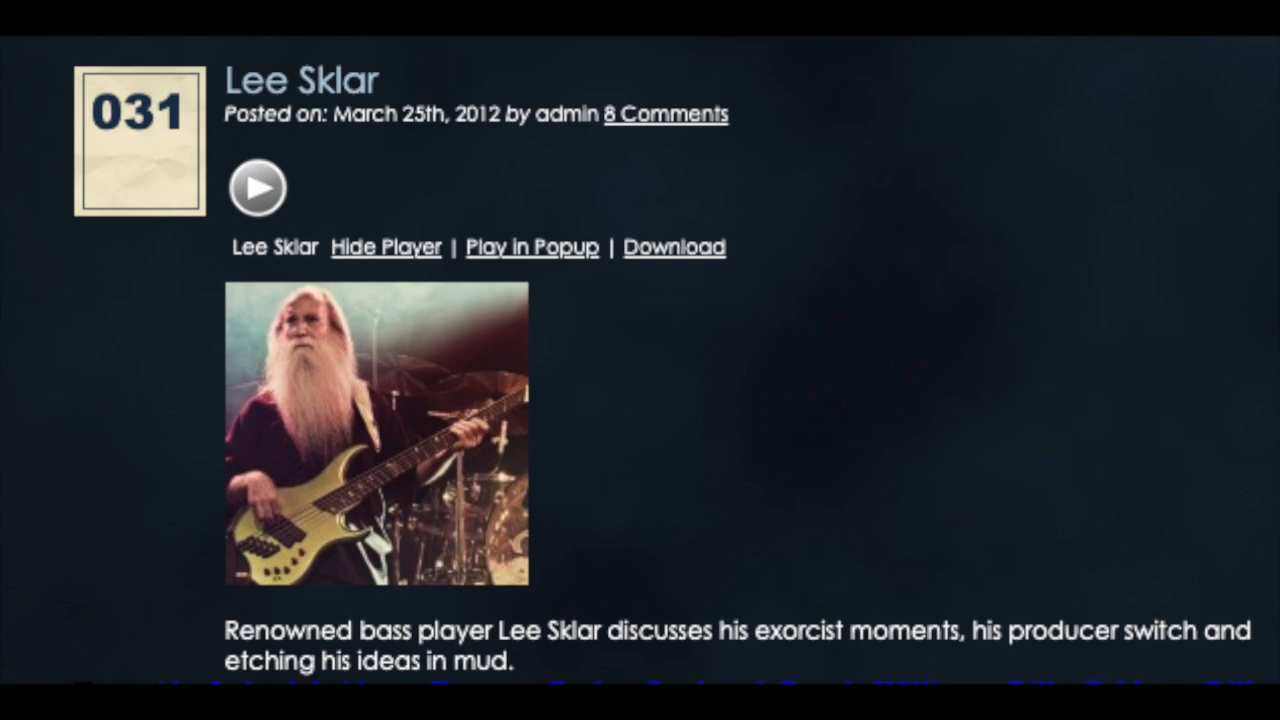 031
Lee Sklar
Posted on: March 25th, 2012 by admin 8 Comments
Lee Sklar Hide Player | Play in Popup | Download
Renowned bass player Lee Sklar discusses his exorcist moments, his producer switch and
etching his ideas in mud.